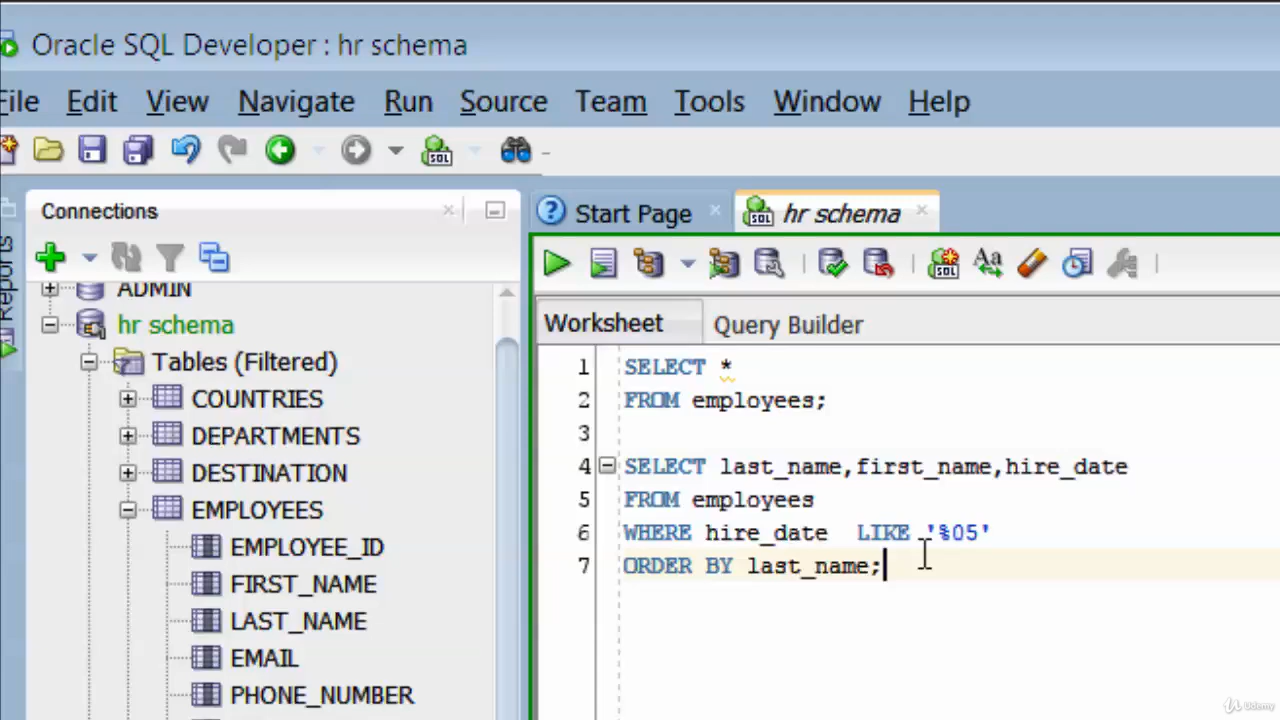 Oracle SQL Developer : hr schema
File Edit View Navigate Run Source Team Tools Window Help
Reports
Connections
Start Page
hr schema
ADMIN
hr schema
Tables (Filtered)
COUNTRIES
DEPARTMENTS
DESTINATION
EMPLOYEES
EMPLOYEE_ID
FIRST_NAME
LAST_NAME
EMAIL
PHONE_NUMBER
Worksheet Query Builder
1 SELECT *
2 FROM employees;
3
4 SELECT last_name,first_name,hire_date
5 FROM employees
6 WHERE hire_date  LIKE '%05'
7 ORDER BY last_name;
Udemy